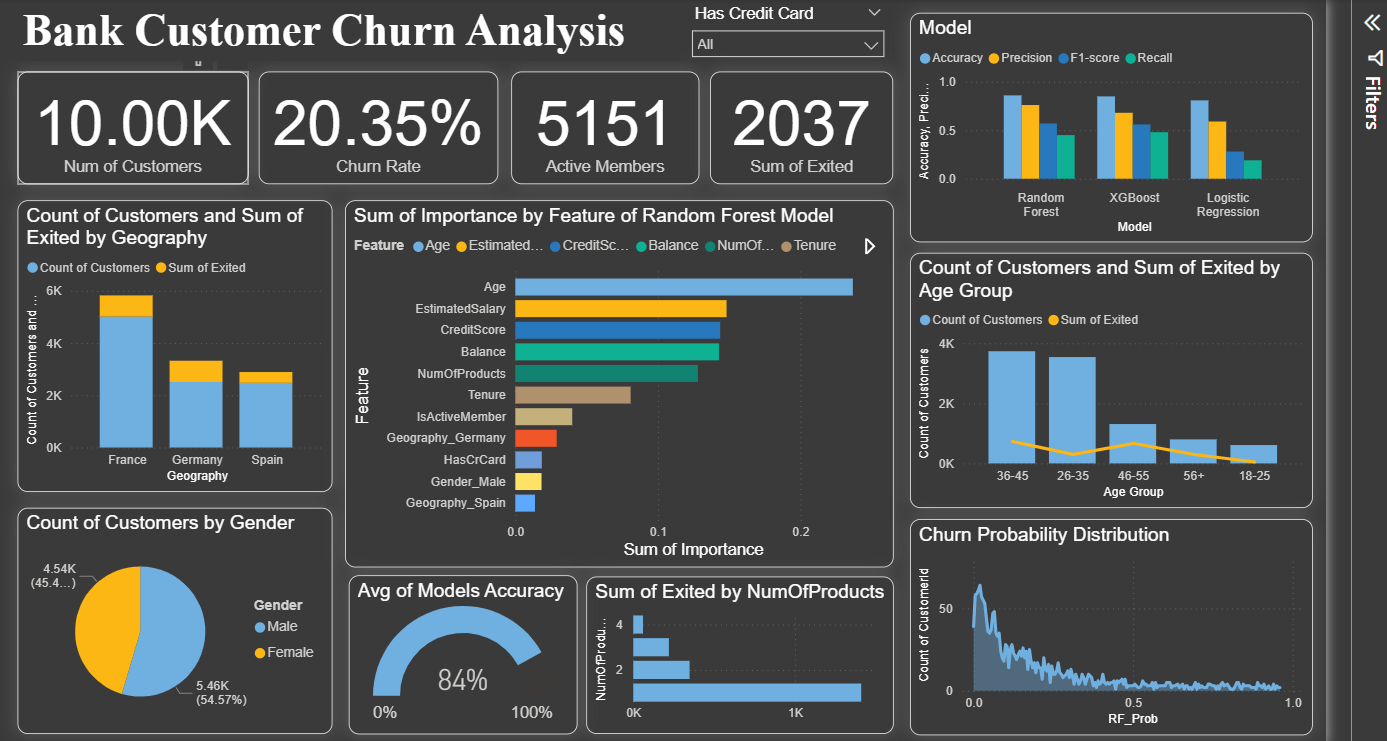 Bank Customer Churn Analysis
Has Credit Card
All
10.00K
Num of Customers
20.35%
Churn Rate
5151
Active Members
2037
Sum of Exited
Count of Customers and Sum of
Exited by Geography
Count of Customers Sum of Exited
Count of Customers and ...
6K
4K
2K
0K
France Germany Spain
Geography
Count of Customers by Gender
4.54K
(45.4...)
5.46K
(54.57%)
Gender
Male
Female
Sum of Importance by Feature of Random Forest Model
Feature Age Estimated... CreditSc... Balance NumOf... Tenure
Feature
Age
EstimatedSalary
CreditScore
Balance
NumOfProducts
Tenure
IsActiveMember
Geography_Germany
HasCrCard
Gender_Male
Geography_Spain
0.0 0.1 0.2
Sum of Importance
Avg of Models Accuracy
84%
0% 100%
Sum of Exited by NumOfProducts
NumOfProdu...
4
2
0K 1K
Model
Accuracy Precision F1-score Recall
Accuracy, Preci...
1.0
0.5
0.0
Random
Forest
XGBoost
Logistic
Regression
Model
Count of Customers and Sum of Exited by
Age Group
Count of Customers Sum of Exited
Count of Customers
4K
2K
0K
36-45 26-35 46-55 56+ 18-25
Age Group
Churn Probability Distribution
Count of CustomerId
50
0
0.0 0.5 1.0
RF_Prob
Filters